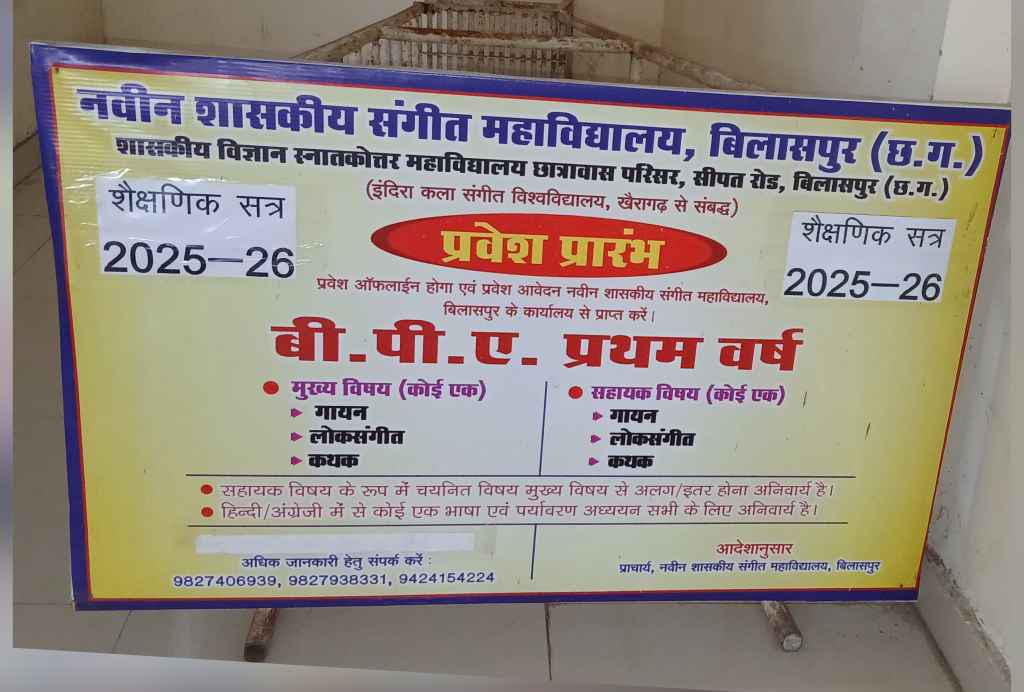 नवीन शासकीय संगीत महाविद्यालय, बिलासपुर (छ.ग.)
शासकीय विज्ञान स्नातकोत्तर महाविद्यालय छात्रावास परिसर, सीपत रोड, बिलासपुर (छ.ग.)
(इंदिरा कला संगीत विश्वविद्यालय, खैरागढ़ से संबद्ध)
शैक्षणिक सत्र
2025-26
प्रवेश प्रारंभ
शैक्षणिक सत्र
2025-26
प्रवेश ऑफलाईन होगा एवं प्रवेश आवेदन नवीन शासकीय संगीत महाविद्यालय,
बिलासपुर के कार्यालय से प्राप्त करें।
बी.पी.ए. प्रथम वर्ष
मुख्य विषय (कोई एक)
गायन
लोकसंगीत
कथक
सहायक विषय (कोई एक)
गायन
लोकसंगीत
कथक
सहायक विषय के रूप में चयनित विषय मुख्य विषय से अलग/इतर होना अनिवार्य है।
हिन्दी/अंग्रेजी में से कोई एक भाषा एवं पर्यावरण अध्ययन सभी के लिए अनिवार्य है।
अधिक जानकारी हेतु संपर्क करें :
9827406939, 9827938331, 9424154224
आदेशानुसार
प्राचार्य, नवीन शासकीय संगीत महाविद्यालय, बिलासपुर